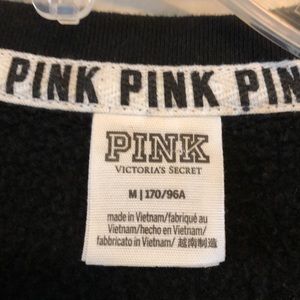 PINK PINK PIN
PINK
VICTORIA'S SECRET
M | 170/96A
made in Vietnam/fabriqué au
Vietnam/hecho en Vietnam/
fabbricato in Vietnam/ 越南制造